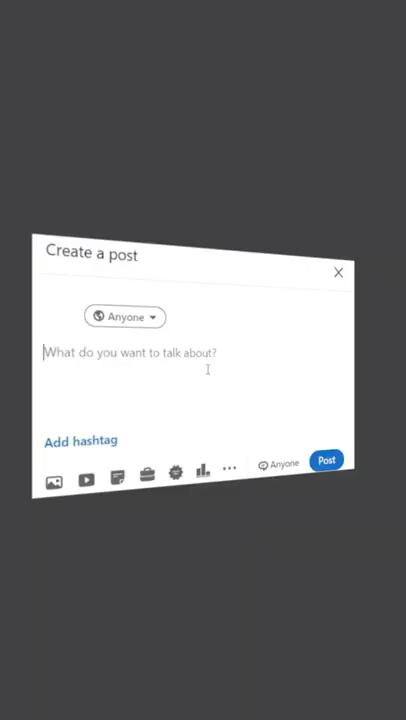 Create a post
Anyone
What do you want to talk about?
Add hashtag
Anyone
Post